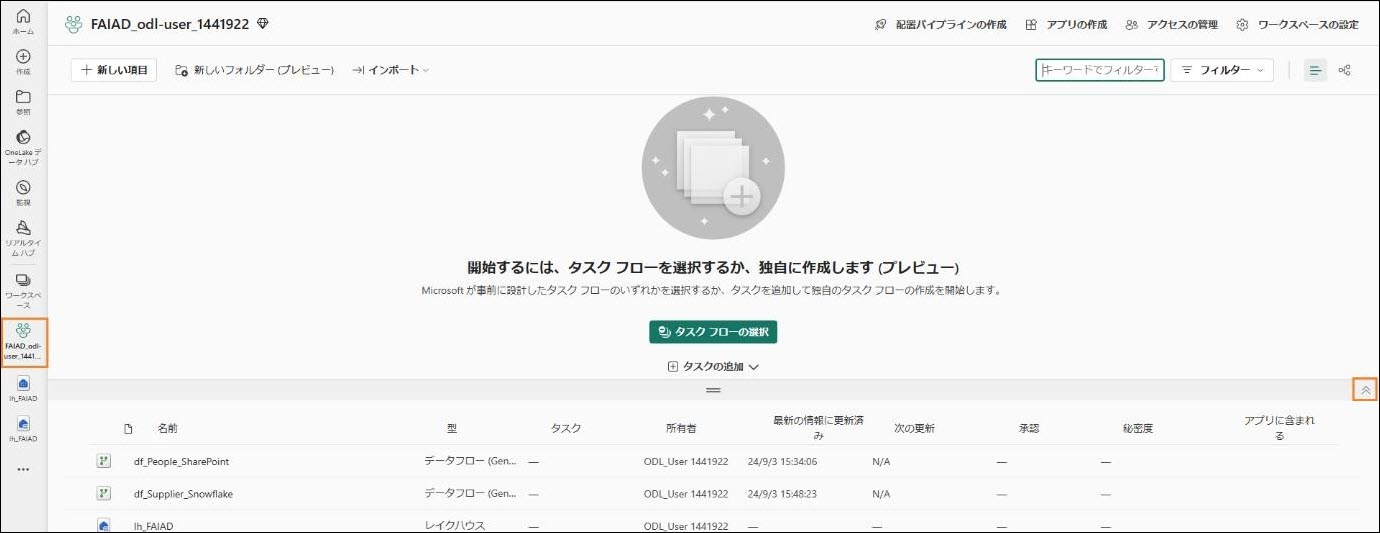 ホーム
作成
参照
OneLake デ
ータ ハブ
監視
リアルタイ
ム ハブ
ワークスペ
ース
FAIAD_odl-
user_1441...
lh_FAIAD
lh_FAIAD
FAIAD_odl-user_1441922
配置パイプラインの作成 アプリの作成 アクセスの管理 ワークスペースの設定
新しい項目 新しいフォルダー (プレビュー) インポート キーワードでフィルター フィルター
開始するには、タスク フローを選択するか、独自に作成します (プレビュー)
Microsoft が事前に設計したタスク フローのいずれかを選択するか、タスクを追加して独自のタスク フローの作成を開始します。
タスク フローの選択
タスクの追加
名前 型 タスク 所有者 最新の情報に更新済
み 次の更新 承認 秘密度 アプリに含まれ
る
df_People_SharePoint データフロー (Gen... — ODL_User 1441922 24/9/3 15:34:06 N/A — —
df_Supplier_Snowflake データフロー (Gen... — ODL_User 1441922 24/9/3 15:48:23 N/A — —
lh_FAIAD レイクハウス — ODL_User 1441922 — — — —